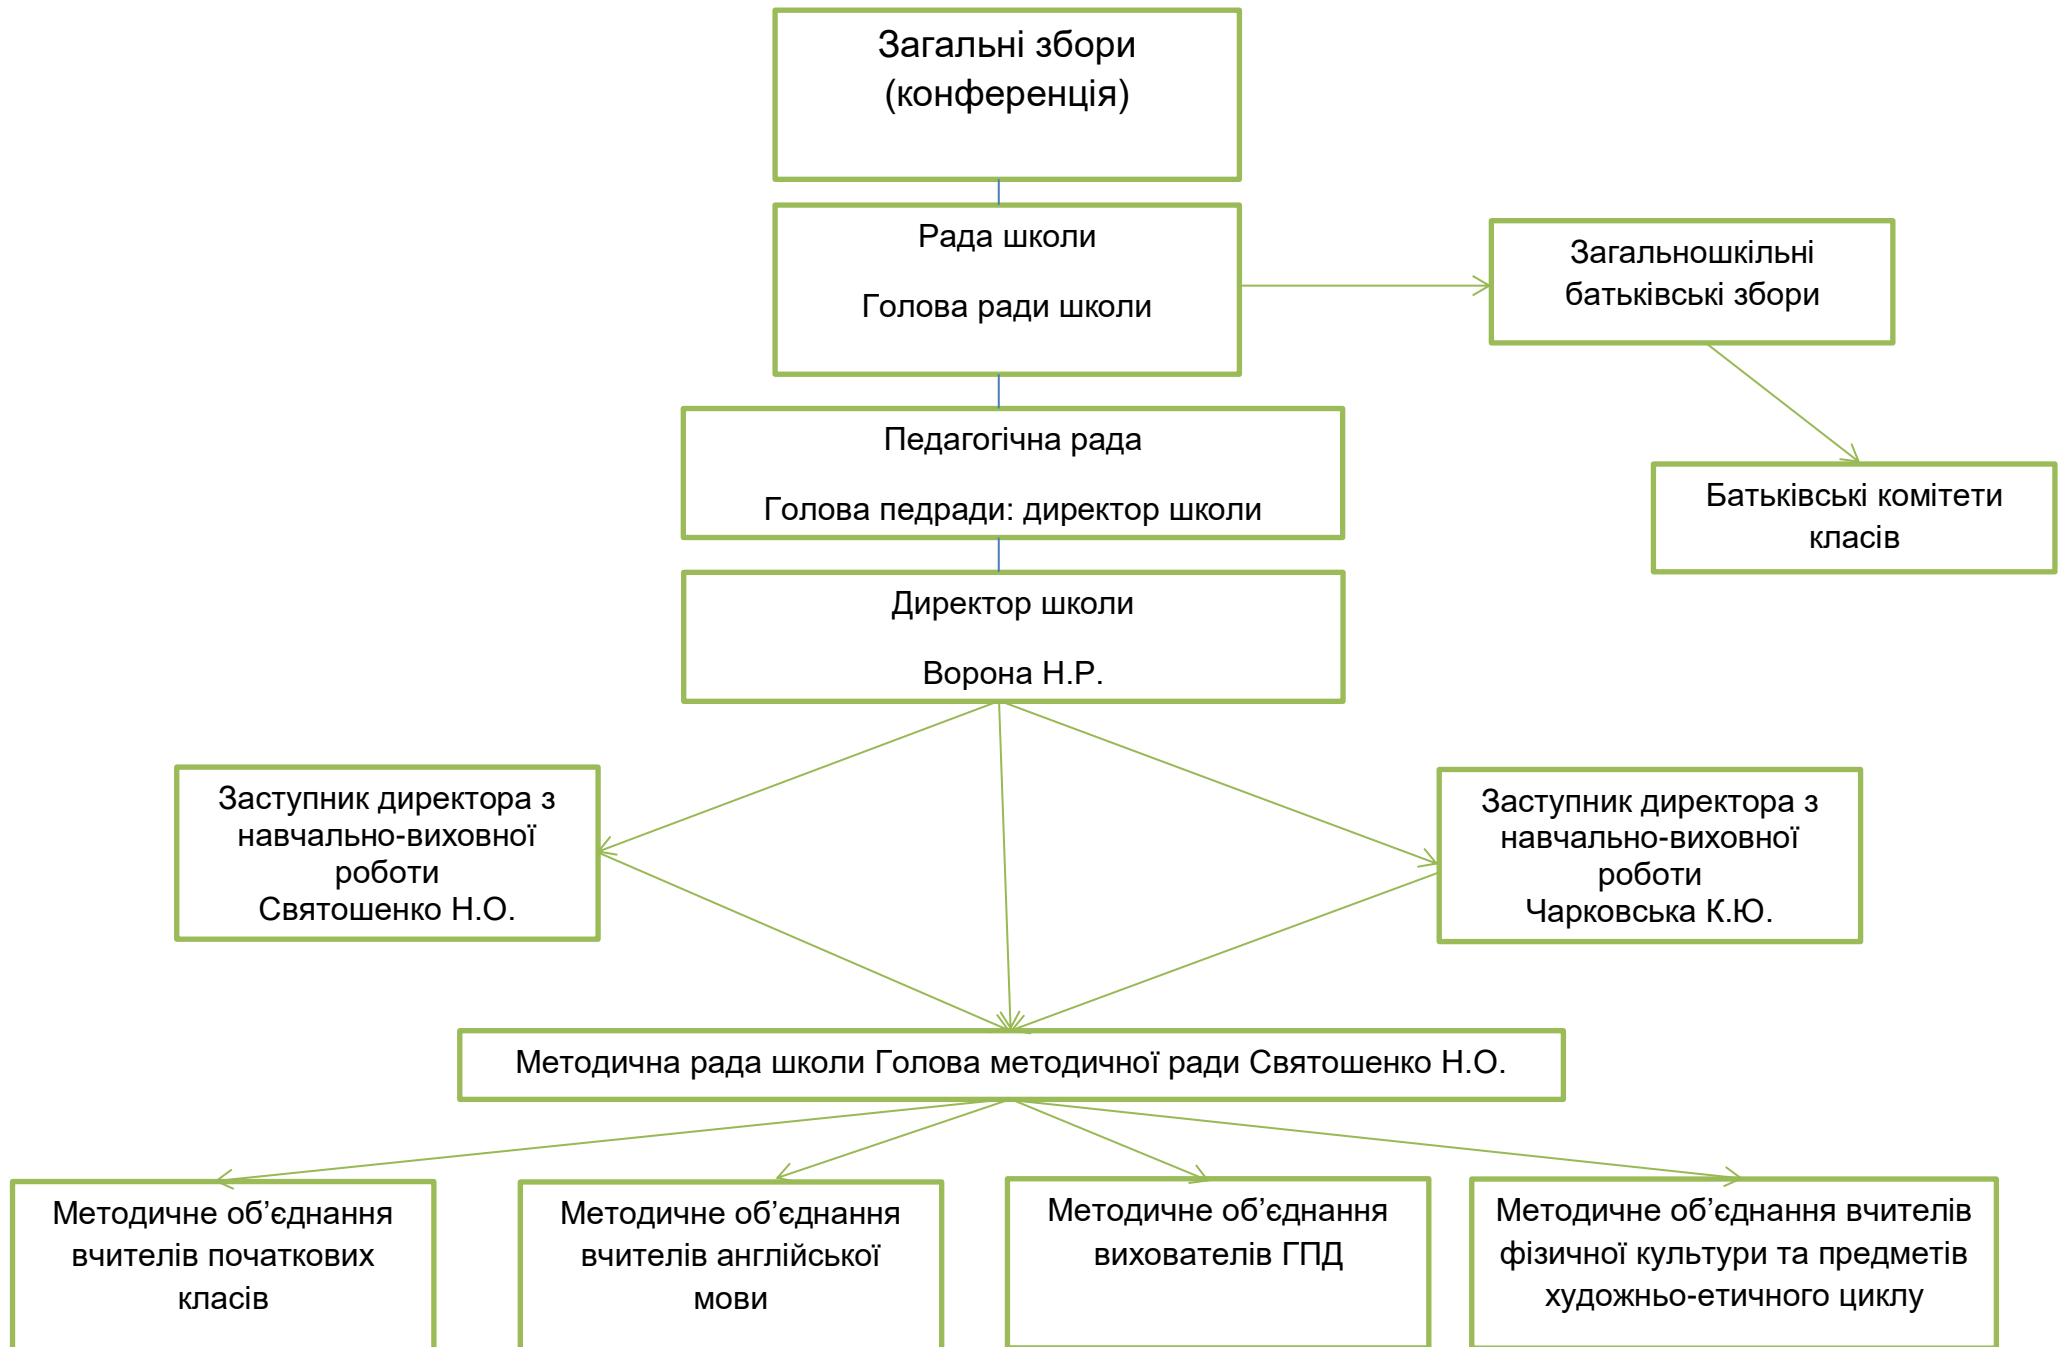 Загальні збори
(конференція)
Рада школи
Голова ради школи
Загальношкільні
батьківські збори
Педагогічна рада
Голова педради: директор школи
Батьківські комітети
класів
Директор школи
Ворона Н.Р.
Заступник директора з
навчально-виховної
роботи
Святошенко Н.О.
Заступник директора з
навчально-виховної
роботи
Чарковська К.Ю.
Методична рада школи Голова методичної ради Святошенко Н.О.
Методичне об’єднання
вчителів початкових
класів
Методичне об’єднання
вчителів англійської
мови
Методичне об’єднання
вихователів ГПД
Методичне об’єднання вчителів
фізичної культури та предметів
художньо-етичного циклу